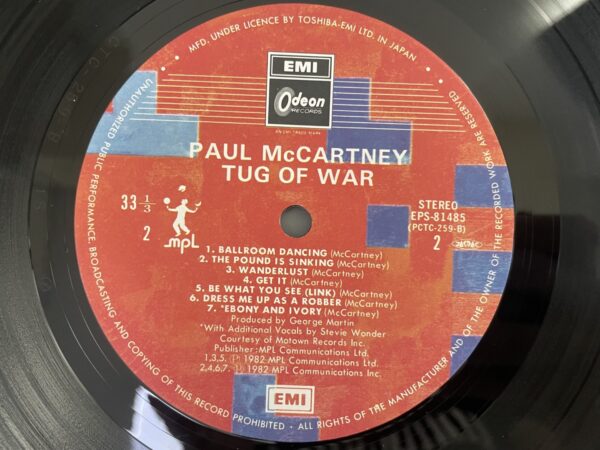 MFD. UNDER LICENCE BY TOSHIBA-EMI LTD. IN JAPAN
EMI
Odeon
RECORDS
AN EMI TRADE MARK
PAUL McCARTNEY
TUG OF WAR
33 1/3
2
mpL
STEREO
EPS-81485
(PCTC-259-B)
2
1. BALLROOM DANCING (McCartney)
2. THE POUND IS SINKING (McCartney)
3. WANDERLUST (McCartney)
4. GET IT (McCartney)
5. BE WHAT YOU SEE (LINK) (McCartney)
6. DRESS ME UP AS A ROBBER (McCartney)
7. *EBONY AND IVORY (McCartney)
Produced by George Martin
*With Additional Vocals by Stevie Wonder
Courtesy of Motown Records Inc.
Publisher: MPL Communications Ltd.
1.3.5. Ⓟ 1982 MPL Communications Ltd.
2.4.6.7. Ⓟ 1982 MPL Communications Inc.
EMI
UNAUTHORIZED PUBLIC PERFORMANCE, BROADCASTING AND COPYING OF THIS RECORD PROHIBITED • ALL RIGHTS OF THE MANUFACTURER AND OF THE OWNER OF THE RECORDED WORK ARE RESERVED